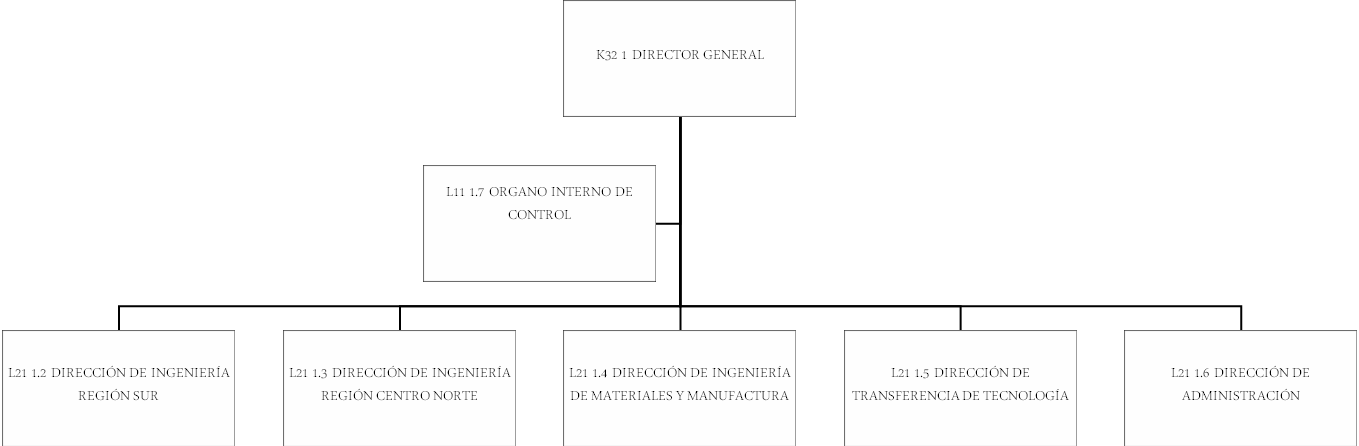 K32 1 DIRECTOR GENERAL
L11 1.7 ORGANO INTERNO DE
CONTROL
L21 1.2 DIRECCIÓN DE INGENIERÍA
REGIÓN SUR
L21 1.3 DIRECCIÓN DE INGENIERÍA
REGIÓN CENTRO NORTE
L21 1.4 DIRECCIÓN DE INGENIERÍA
DE MATERIALES Y MANUFACTURA
L21 1.5 DIRECCIÓN DE
TRANSFERENCIA DE TECNOLOGÍA
L21 1.6 DIRECCIÓN DE
ADMINISTRACIÓN